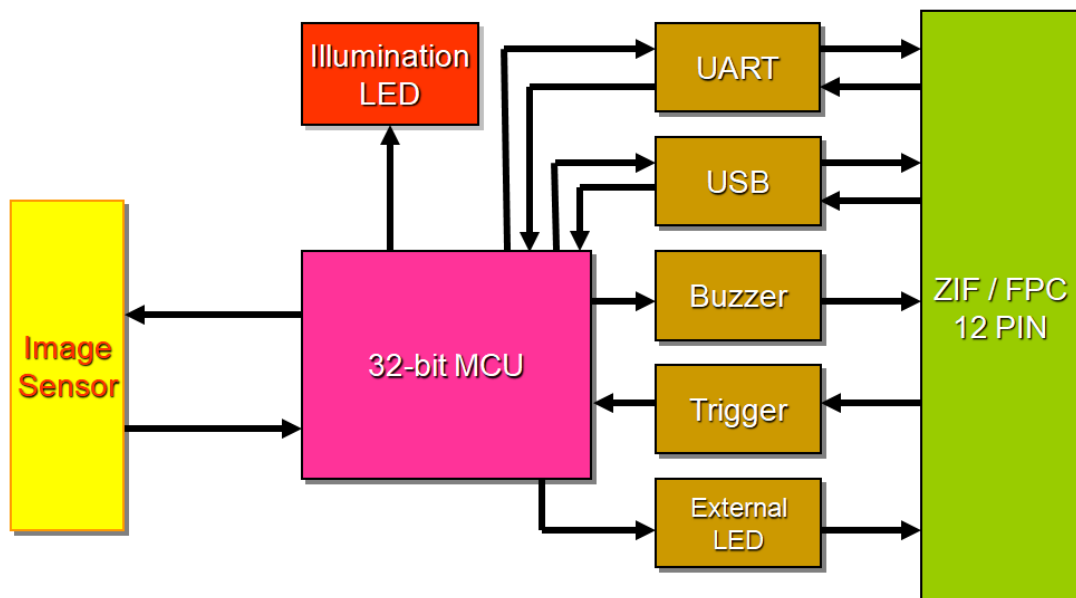 Illumination
LED
UART
USB
Buzzer
ZIF / FPC
12 PIN
Image
Sensor
32-bit MCU
Trigger
External
LED